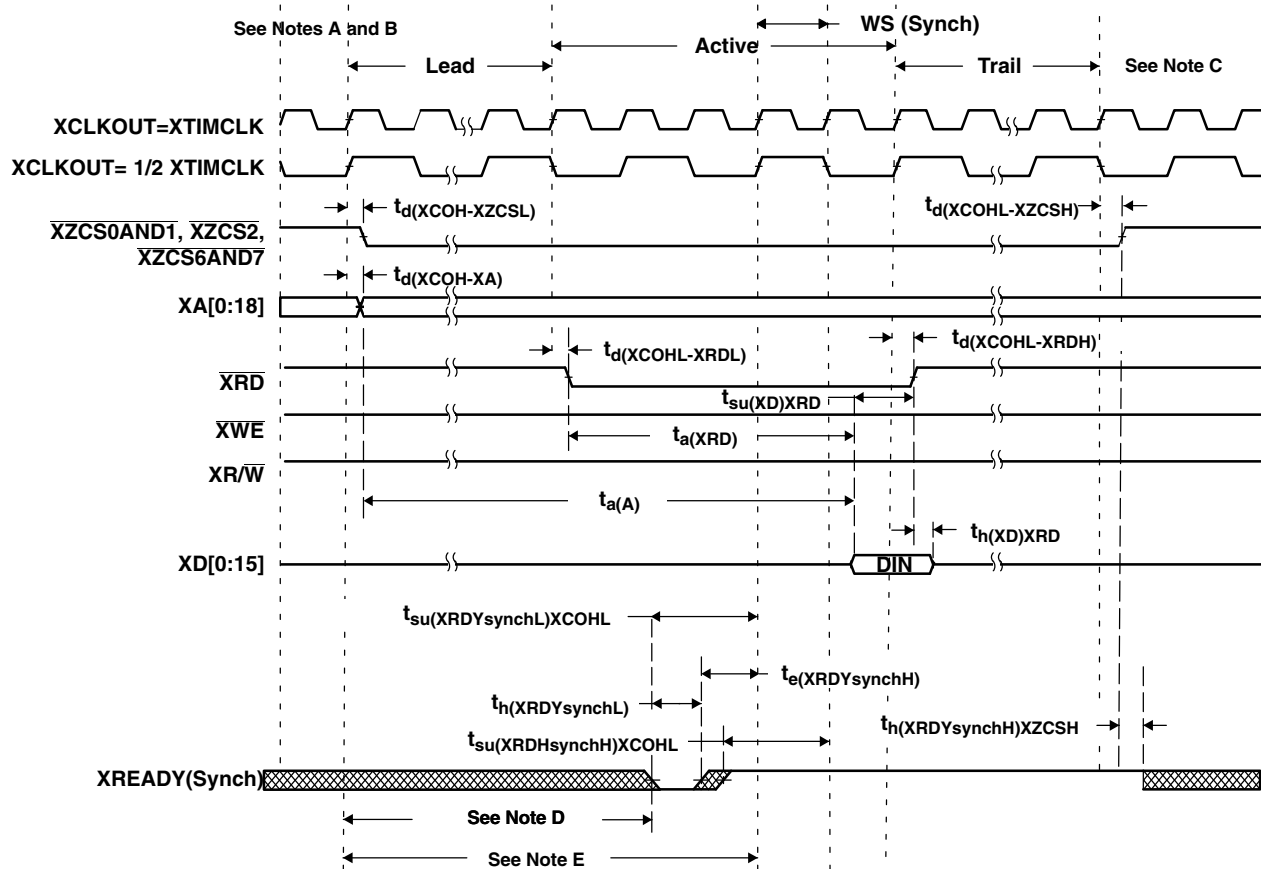 See Notes A and B
WS (Synch)
Active
Lead
Trail
See Note C
XCLKOUT=XTIMCLK
XCLKOUT= 1/2 XTIMCLK
td(XCOH-XZCSL)
td(XCOHL-XZCSH)
XZCS0AND1, XZCS2,
XZCS6AND7
td(XCOH-XA)
XA[0:18]
td(XCOHL-XRDL)
td(XCOHL-XRDH)
XRD
tsu(XD)XRD
XWE
ta(XRD)
XR/W
ta(A)
th(XD)XRD
XD[0:15]
DIN
tsu(XRDYsynchL)XCOHL
te(XRDYsynchH)
th(XRDYsynchL)
th(XRDYsynchH)XZCSH
tsu(XRDHsynchH)XCOHL
XREADY(Synch)
See Note D
See Note E